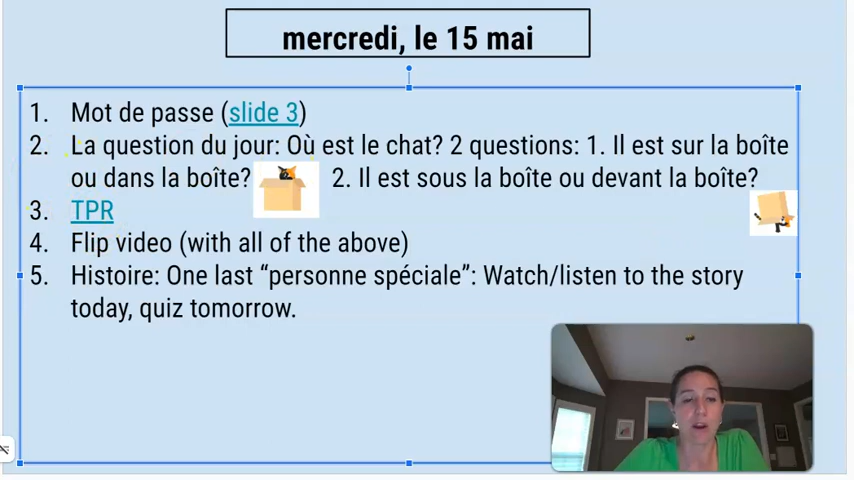 mercredi, le 15 mai
1. Mot de passe (slide 3)
2. La question du jour: Où est le chat? 2 questions: 1. Il est sur la boîte
ou dans la boîte? 2. Il est sous la boîte ou devant la boîte?
3. TPR
4. Flip video (with all of the above)
5. Histoire: One last “personne spéciale”: Watch/listen to the story
today, quiz tomorrow.